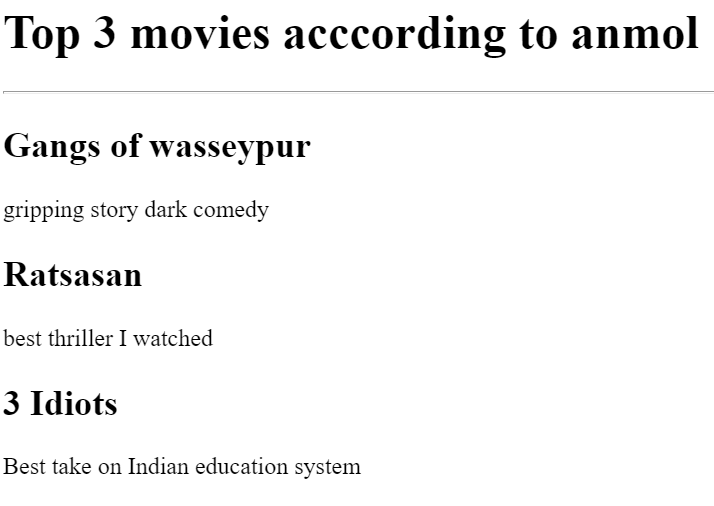 Top 3 movies acccording to anmol
Gangs of wasseypur
gripping story dark comedy
Ratsasan
best thriller I watched
3 Idiots
Best take on Indian education system